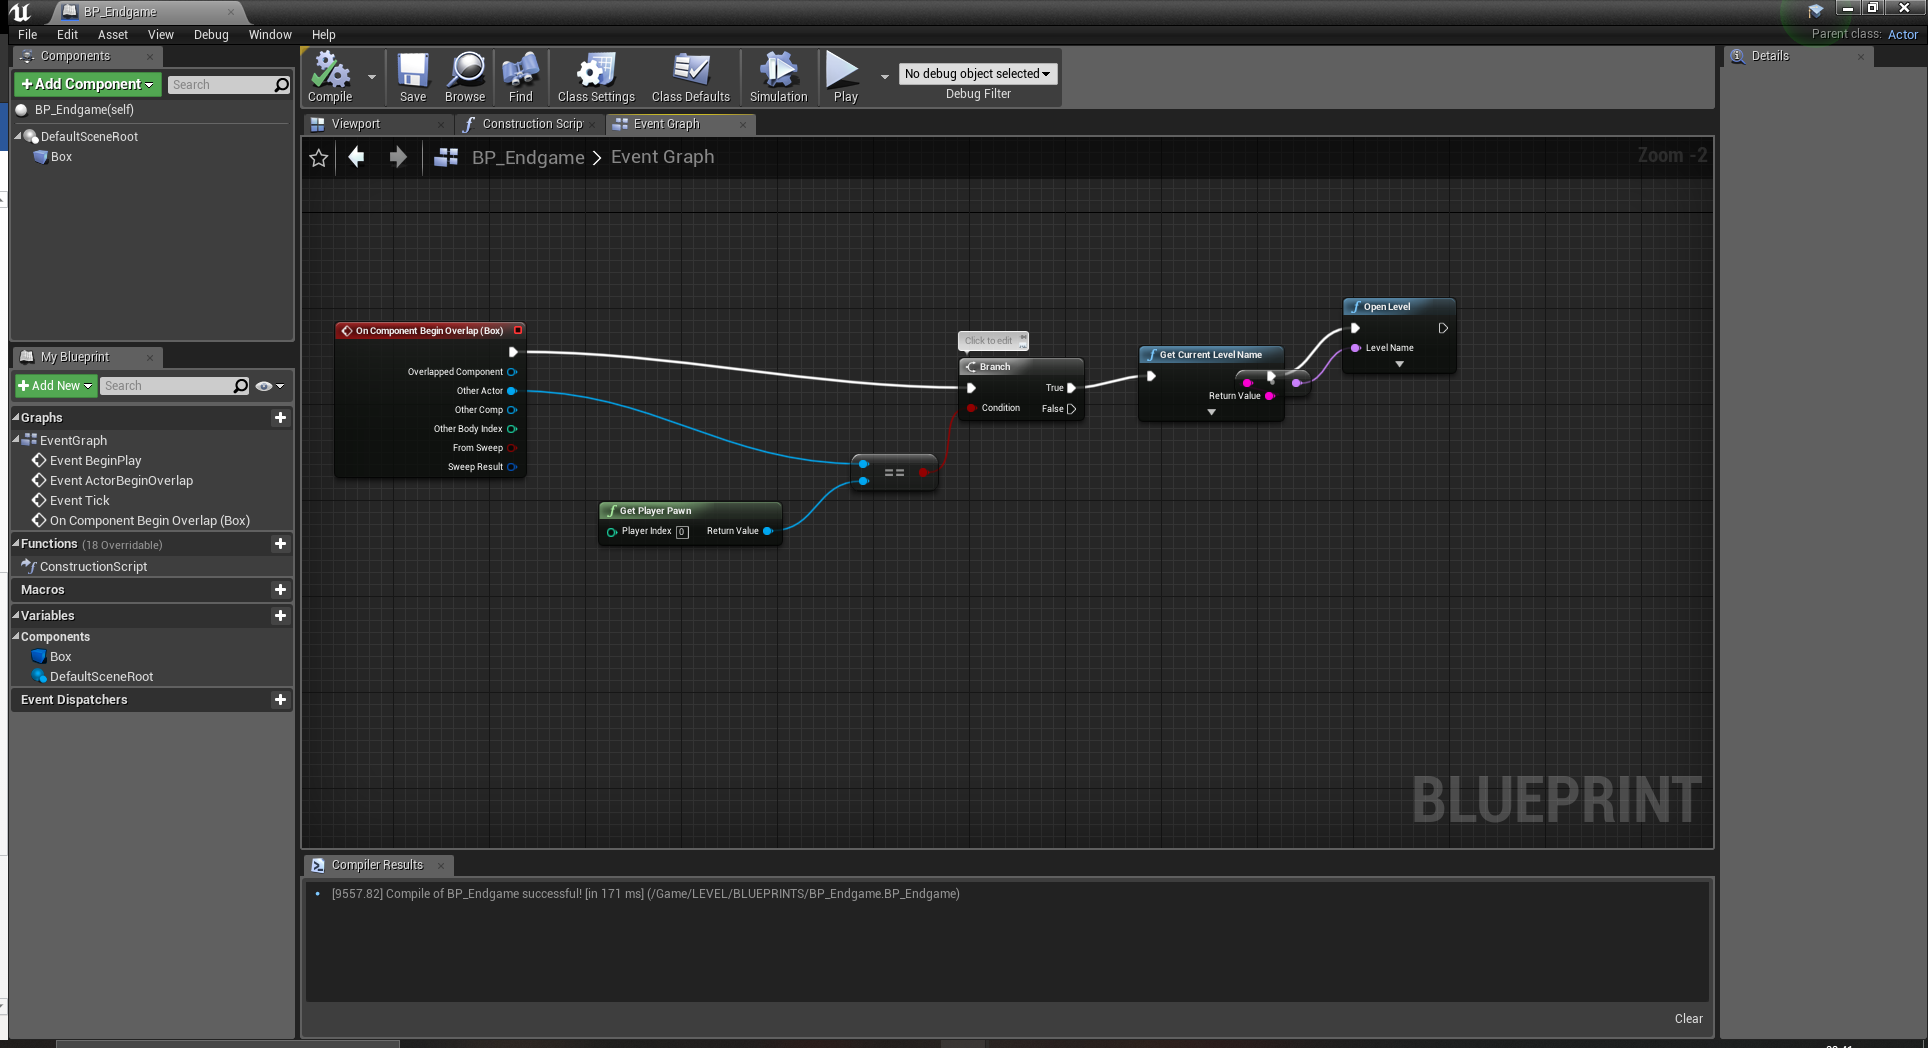 BP_Endgame
File Edit Asset View Debug Window Help
Parent class: Actor
Components
+Add Component
Search
BP_Endgame(self)
DefaultSceneRoot
Box
Compile
Save
Browse
Find
Class Settings
Class Defaults
Simulation
Play
No debug object selected
Debug Filter
Details
Viewport
Construction Scrip
Event Graph
BP_Endgame > Event Graph
Zoom -2
On Component Begin Overlap (Box)
Overlapped Component
Other Actor
Other Comp
Other Body Index
From Sweep
Sweep Result
Get Player Pawn
Player Index 0
Return Value
==
Click to edit
Branch
True
Condition
False
Get Current Level Name
Return Value
Open Level
Level Name
BLUEPRINT
My Blueprint
+Add New
Search
Graphs
EventGraph
Event BeginPlay
Event ActorBeginOverlap
Event Tick
On Component Begin Overlap (Box)
Functions (18 Overridable)
ConstructionScript
Macros
Variables
Components
Box
DefaultSceneRoot
Event Dispatchers
Compiler Results
[9557.82] Compile of BP_Endgame successful! [in 171 ms] (/Game/LEVEL/BLUEPRINTS/BP_Endgame.BP_Endgame)
Clear